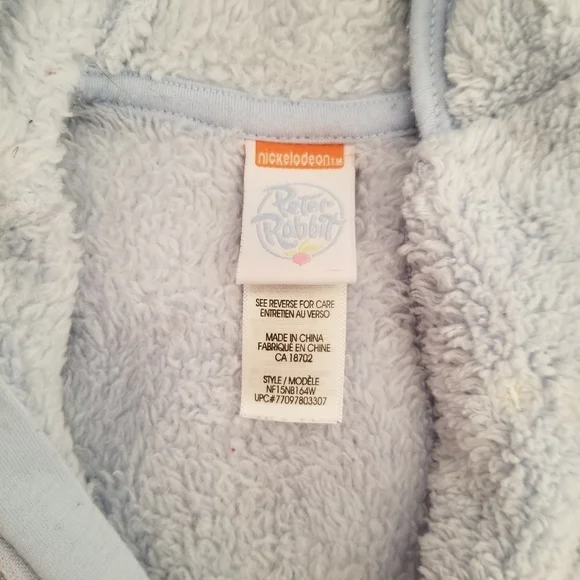 nickelodeon TM
Peter
Rabbit
SEE REVERSE FOR CARE
ENTRETIEN AU VERSO
MADE IN CHINA
FABRIQUÉ EN CHINE
CA 18702
STYLE / MODÈLE
NF15NB164W
UPC#77097803307